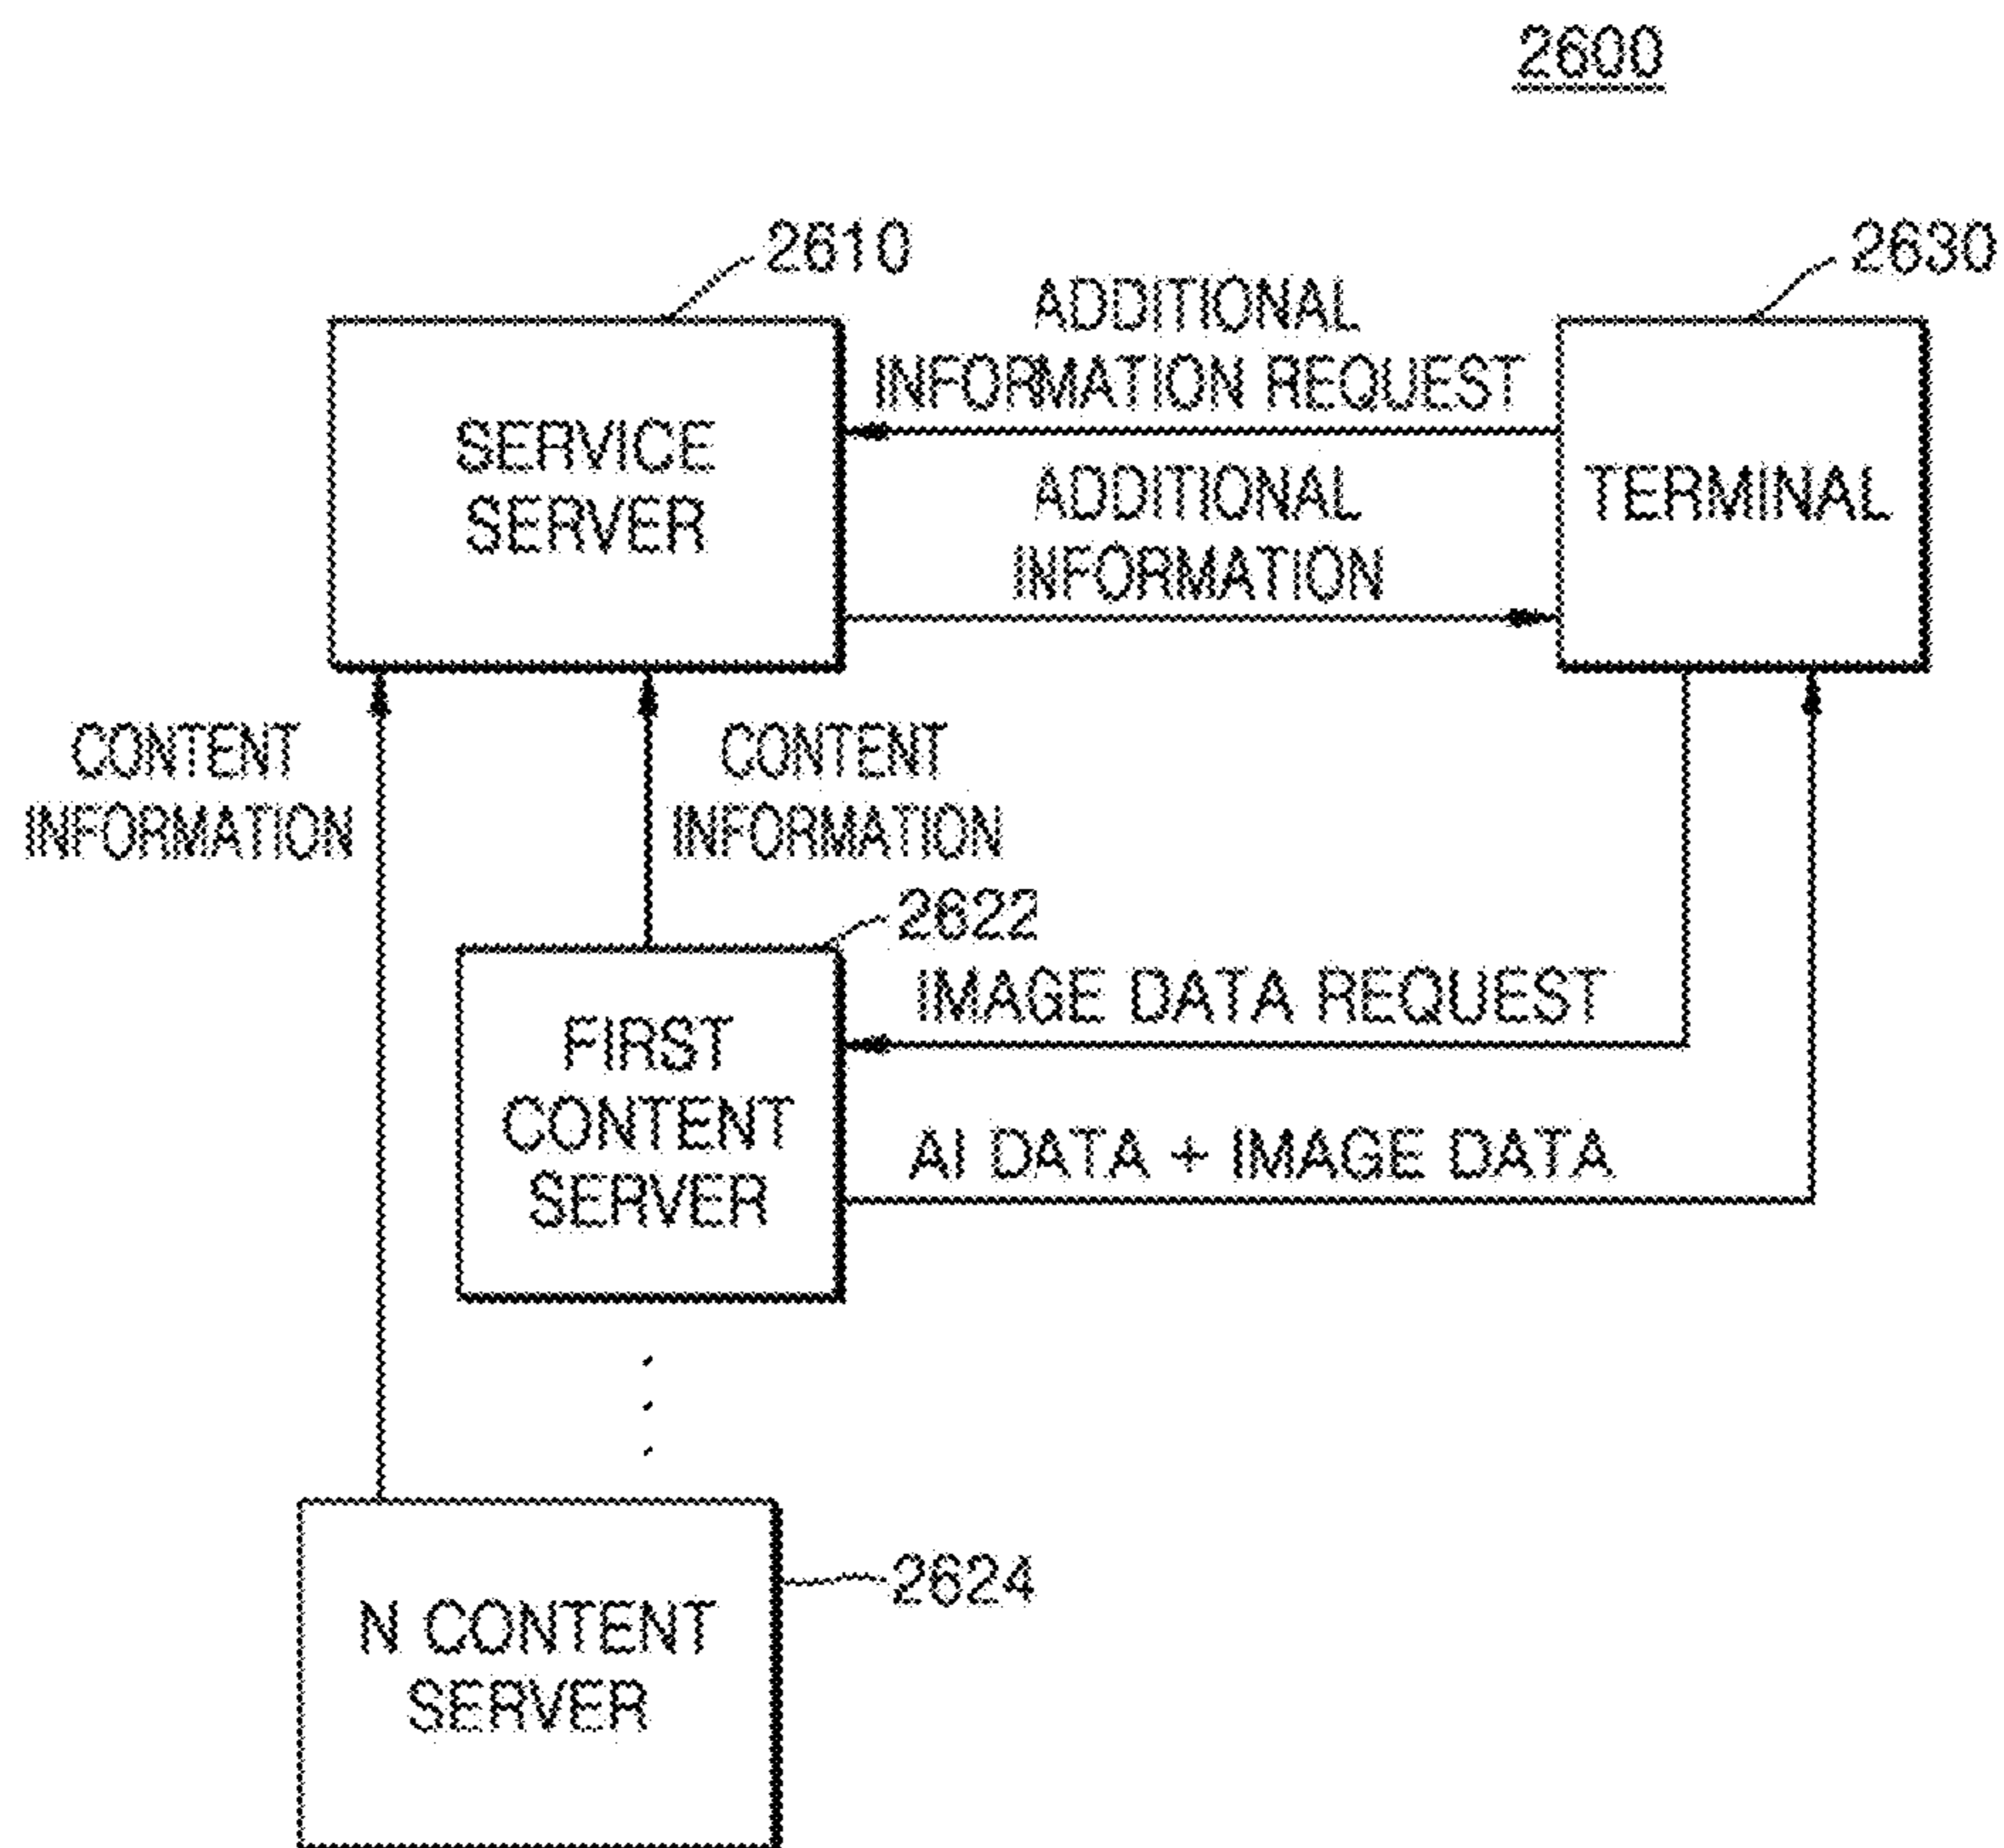 2600
2610
2630
ADDITIONAL
INFORMATION REQUEST
SERVICE
SERVER
ADDITIONAL
INFORMATION
TERMINAL
CONTENT
INFORMATION
CONTENT
INFORMATION
2622
IMAGE DATA REQUEST
FIRST
CONTENT
SERVER
AI DATA + IMAGE DATA
2624
N CONTENT
SERVER